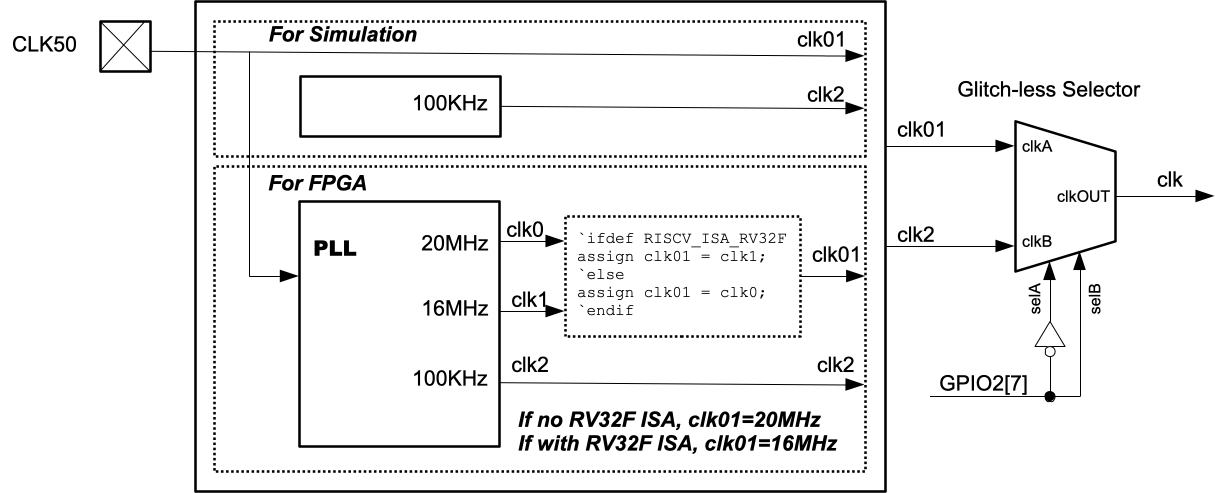 CLK50
For Simulation
clk01
100KHz
clk2
For FPGA
PLL
20MHz
clk0
16MHz
clk1
100KHz
clk2
`ifdef RISCV_ISA_RV32F
assign clk01 = clk1;
`else
assign clk01 = clk0;
`endif
clk01
clk2
If no RV32F ISA, clk01=20MHz
If with RV32F ISA, clk01=16MHz
clk01
clk2
Glitch-less Selector
clkA
clkB
clkOUT
clk
selA
selB
GPIO2[7]